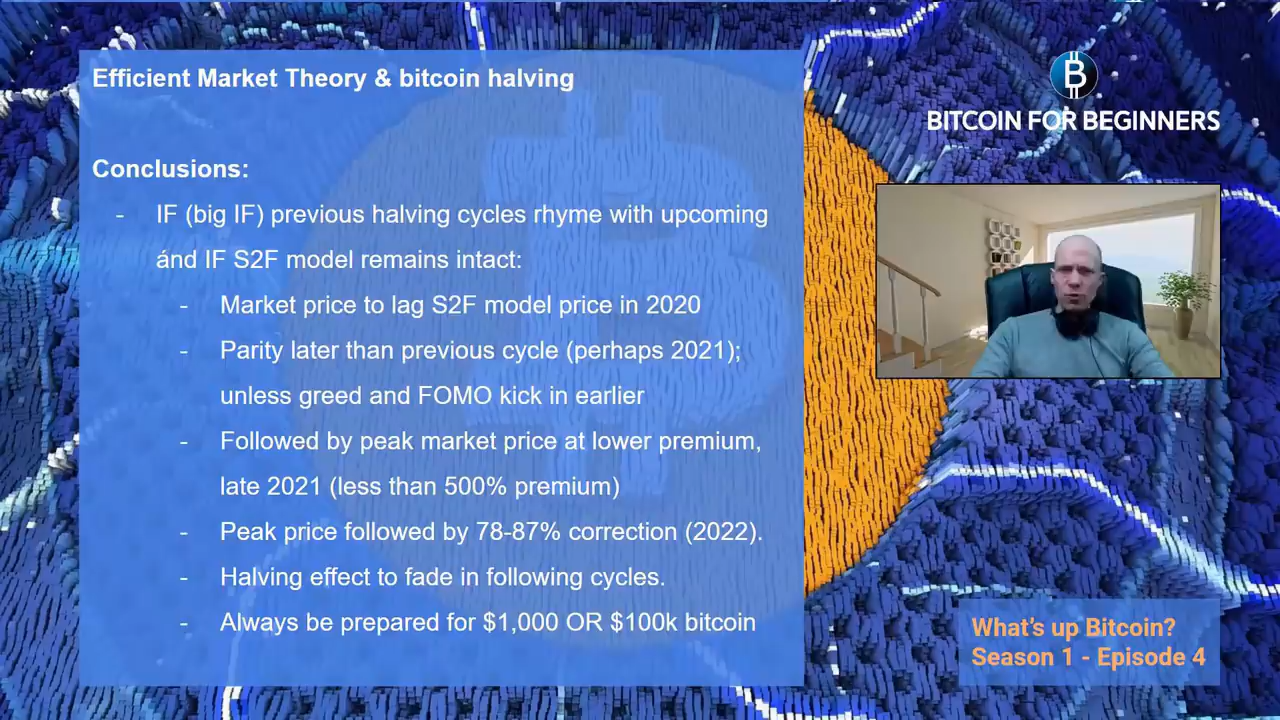 Efficient Market Theory & bitcoin halving
BITCOIN FOR BEGINNERS
Conclusions:
- IF (big IF) previous halving cycles rhyme with upcoming
ánd IF S2F model remains intact:
- Market price to lag S2F model price in 2020
- Parity later than previous cycle (perhaps 2021);
unless greed and FOMO kick in earlier
- Followed by peak market price at lower premium,
late 2021 (less than 500% premium)
- Peak price followed by 78-87% correction (2022).
- Halving effect to fade in following cycles.
- Always be prepared for $1,000 OR $100k bitcoin
What's up Bitcoin?
Season 1 - Episode 4